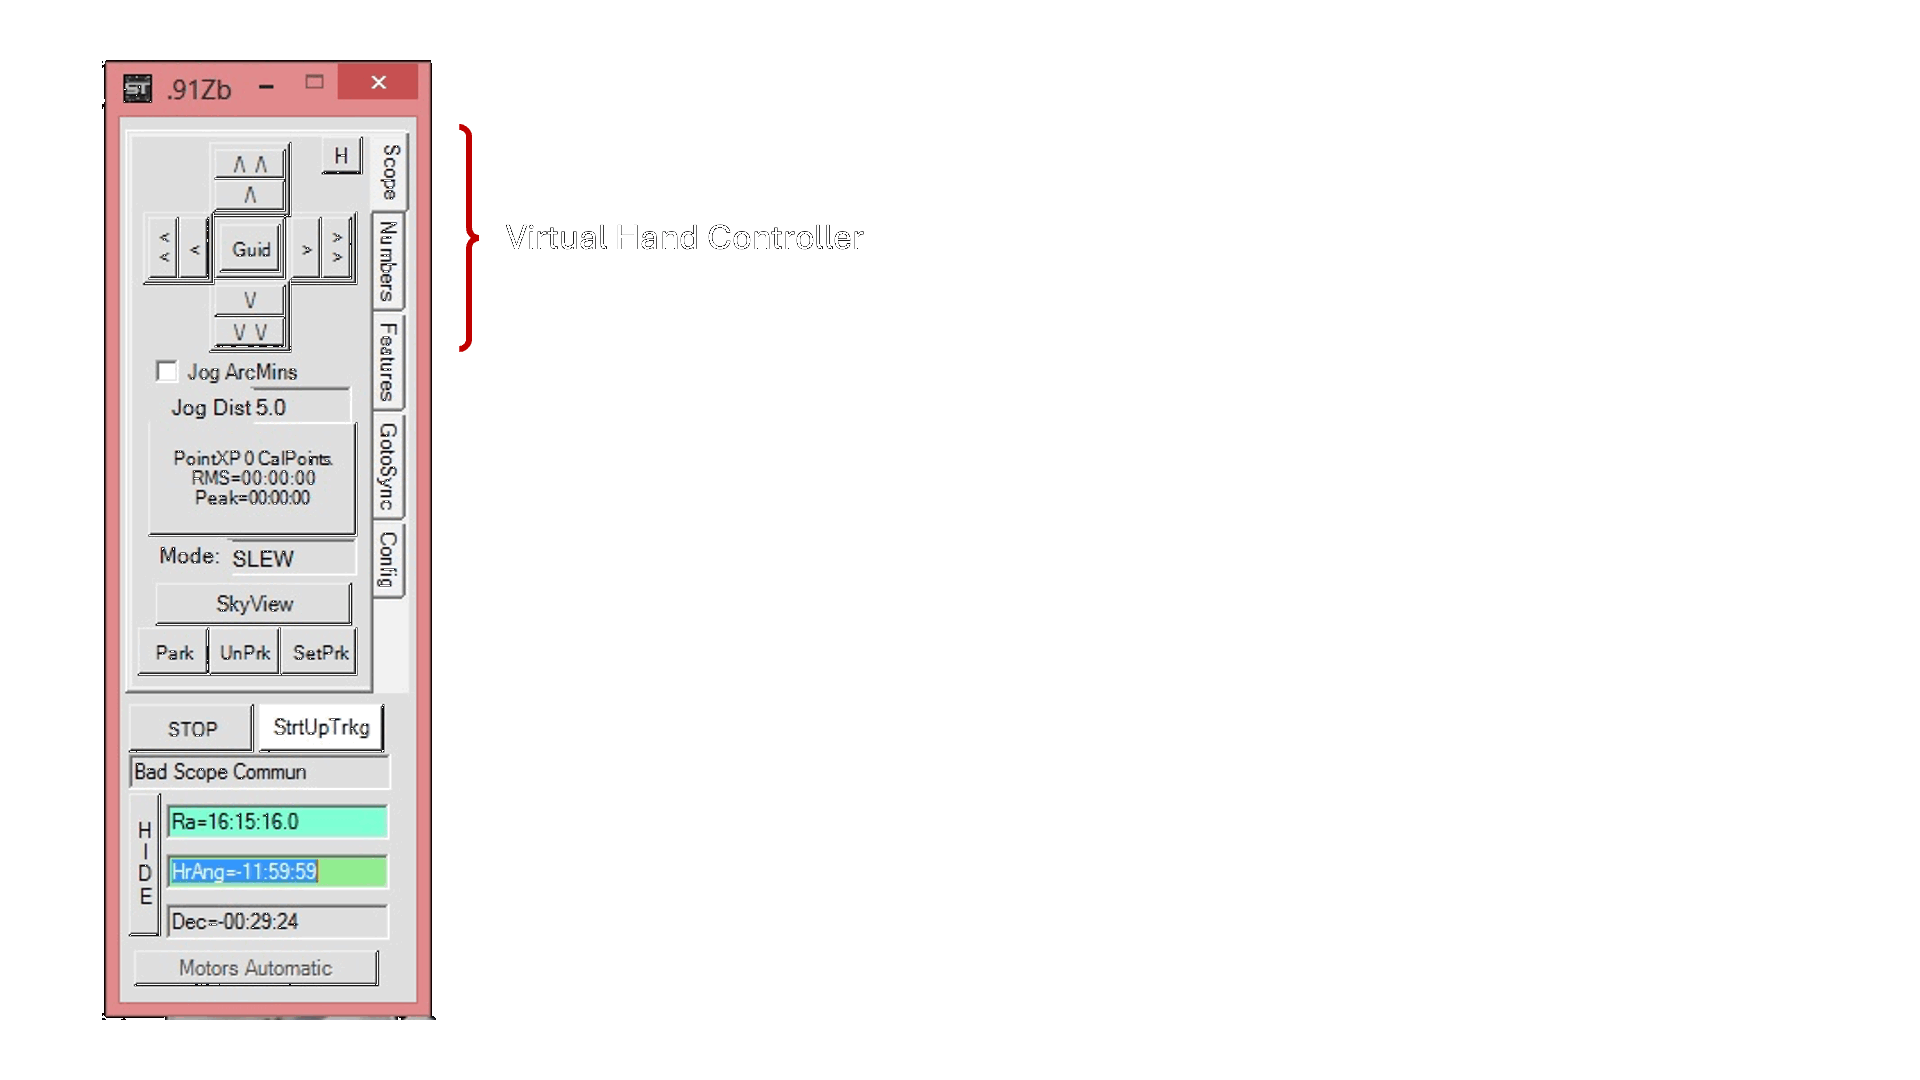 ST .91Zb
H
Scope
Λ Λ
Λ
< < < Guid > > >
V
V V
Numbers
Virtual Hand Controller
Features
Jog ArcMins
Jog Dist 5.0
GotoSync
PointXP 0 CalPoints.
RMS=00:00:00
Peak=00:00:00
Config
Mode: SLEW
SkyView
Park UnPrk SetPrk
STOP StrtUpTrkg
Bad Scope Commun
HIDE
Ra=16:15:16.0
HrAng=-11:59:59
Dec=-00:29:24
Motors Automatic